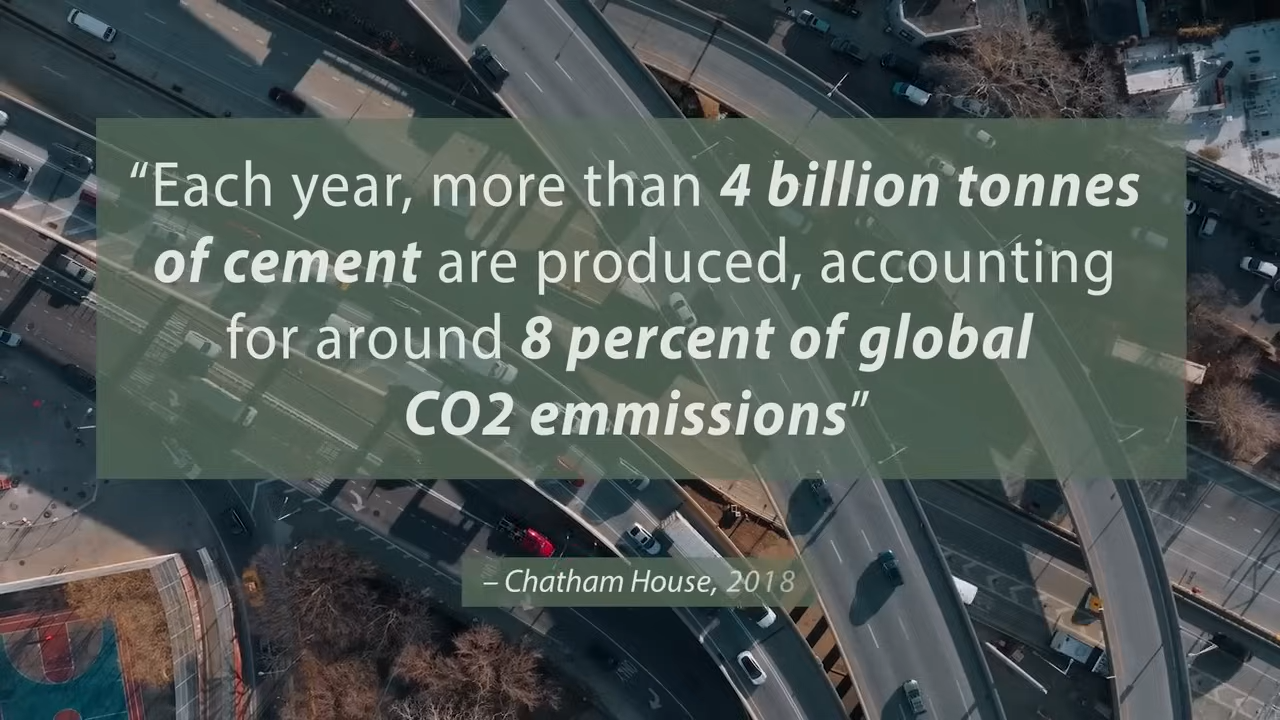 “Each year, more than 4 billion tonnes
of cement are produced, accounting
for around 8 percent of global
CO2 emmissions”
– Chatham House, 2018